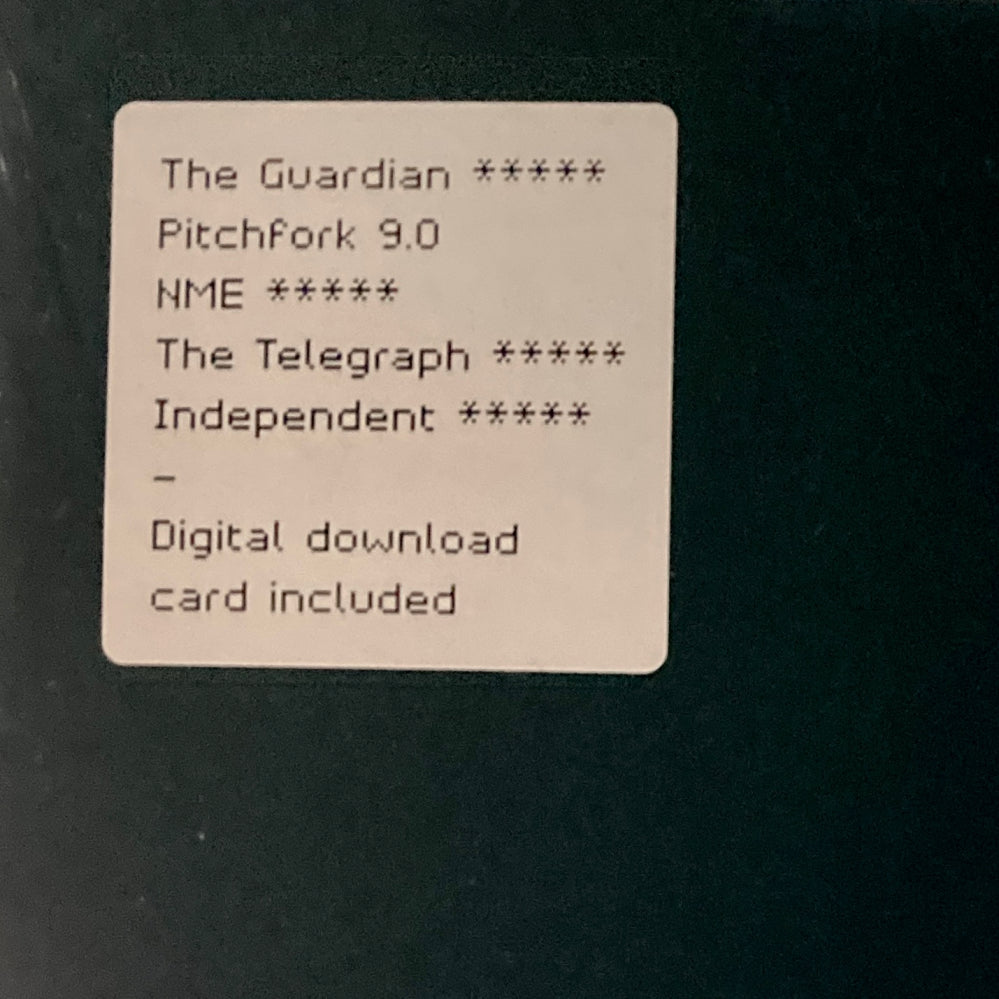 The Guardian *****
Pitchfork 9.0
NME *****
The Telegraph *****
Independent *****
–
Digital download
card included